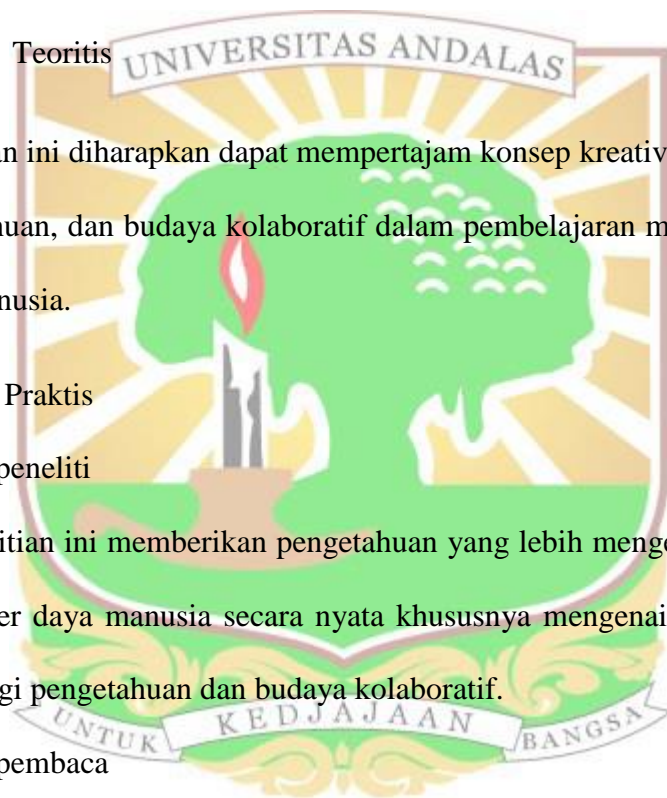 Teoritis
UNIVERSITAS ANDALAS
an ini diharapkan dapat mempertajam konsep kreativ
uan, dan budaya kolaboratif dalam pembelajaran m
nusia.
Praktis
peneliti
itian ini memberikan pengetahuan yang lebih menge
er daya manusia secara nyata khususnya mengenai
gi pengetahuan dan budaya kolaboratif.
UNTUK KEDJAJAAN BANGSA
pembaca